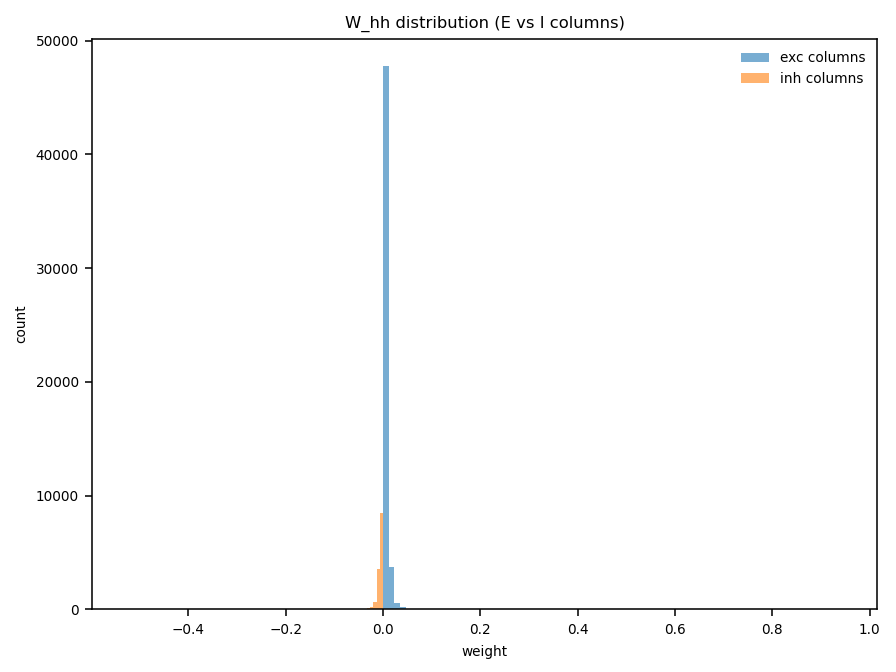 W_hh distribution (E vs I columns)
exc columns
inh columns
count
50000
40000
30000
20000
10000
0
−0.4 −0.2 0.0 0.2 0.4 0.6 0.8 1.0
weight